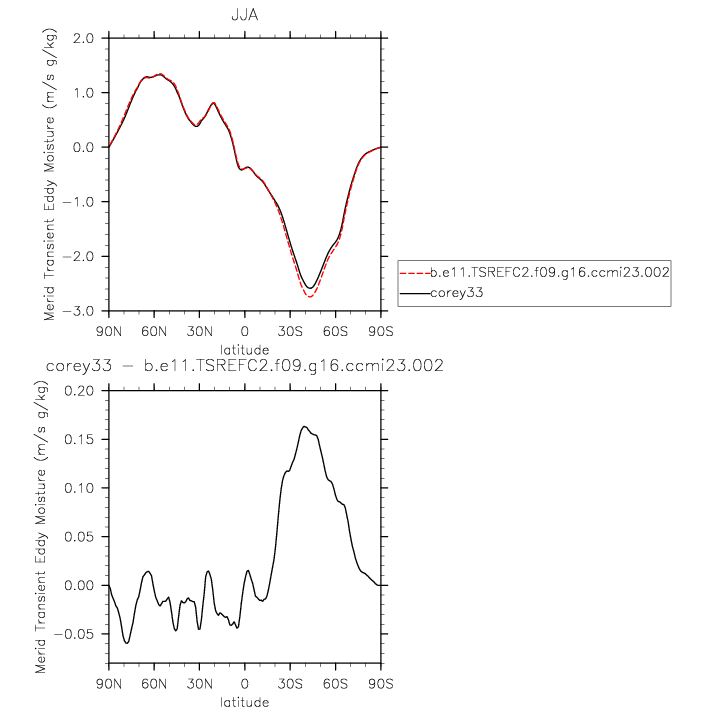 JJA
Merid Transient Eddy Moisture (m/s g/kg)
2.0
1.0
0.0
−1.0
−2.0
−3.0
90N 60N 30N 0 30S 60S 90S
latitude
b.e11.TSREFC2.f09.g16.ccmi23.002
corey33
corey33 − b.e11.TSREFC2.f09.g16.ccmi23.002
Merid Transient Eddy Moisture (m/s g/kg)
0.20
0.15
0.10
0.05
0.00
−0.05
90N 60N 30N 0 30S 60S 90S
latitude